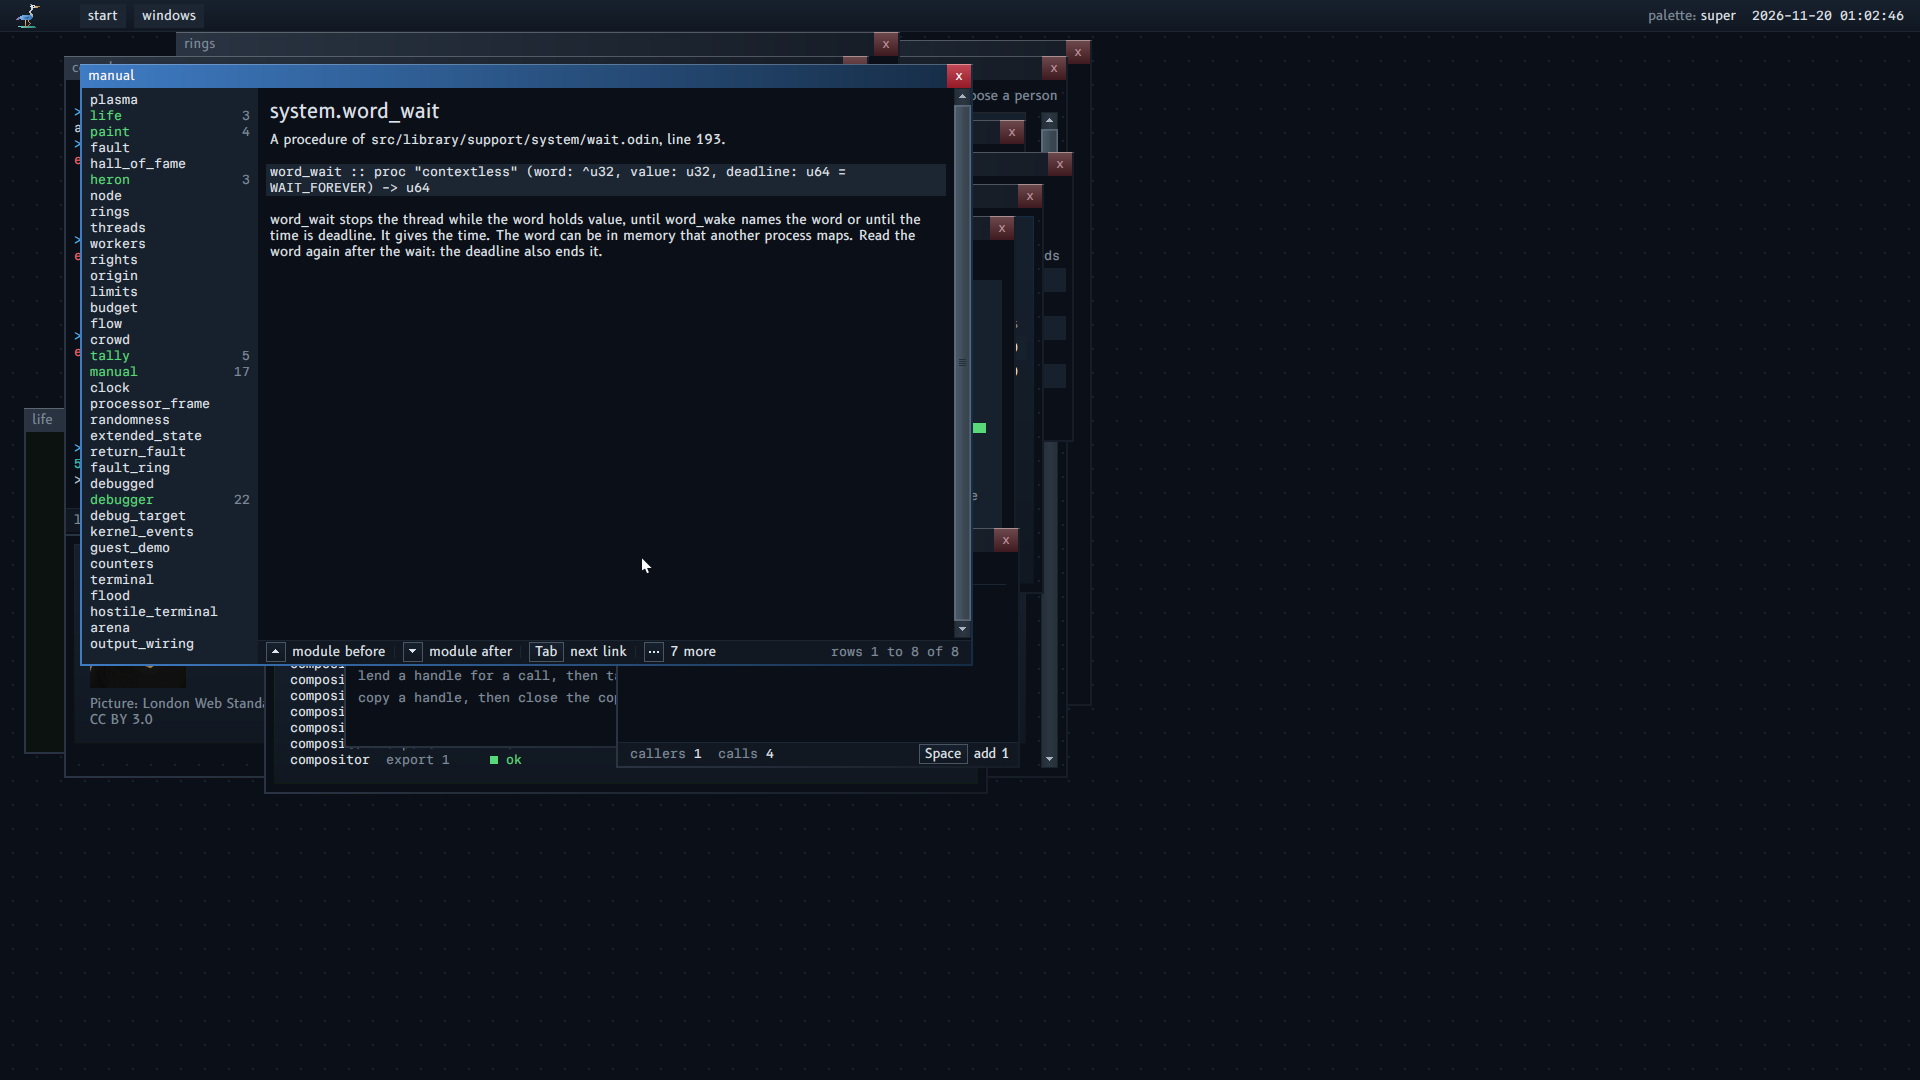 start windows palette: super 2026-11-20 01:02:46
rings x
x
x
manual x
plasma
life 3
paint 4
fault
hall_of_fame
heron 3
node
rings
threads
workers
rights
origin
limits
budget
flow
crowd
tally 5
manual 17
clock
processor_frame
randomness
extended_state
return_fault
fault_ring
debugged
debugger 22
debug_target
kernel_events
guest_demo
counters
terminal
flood
hostile_terminal
arena
output_wiring
system.word_wait
A procedure of src/library/support/system/wait.odin, line 193.
word_wait :: proc "contextless" (word: ^u32, value: u32, deadline: u64 =
WAIT_FOREVER) -> u64
word_wait stops the thread while the word holds value, until word_wake names the word or until the
time is deadline. It gives the time. The word can be in memory that another process maps. Read the
word again after the wait: the deadline also ends it.
module before module after Tab next link ... 7 more rows 1 to 8 of 8
a person
x
x
x
x
ds
x
life
Picture: London Web Standa
CC BY 3.0
lend a handle for a call, then t
copy a handle, then close the co
composi
composi
composi
composi
composi
compositor export 1 ok
callers 1 calls 4 Space add 1